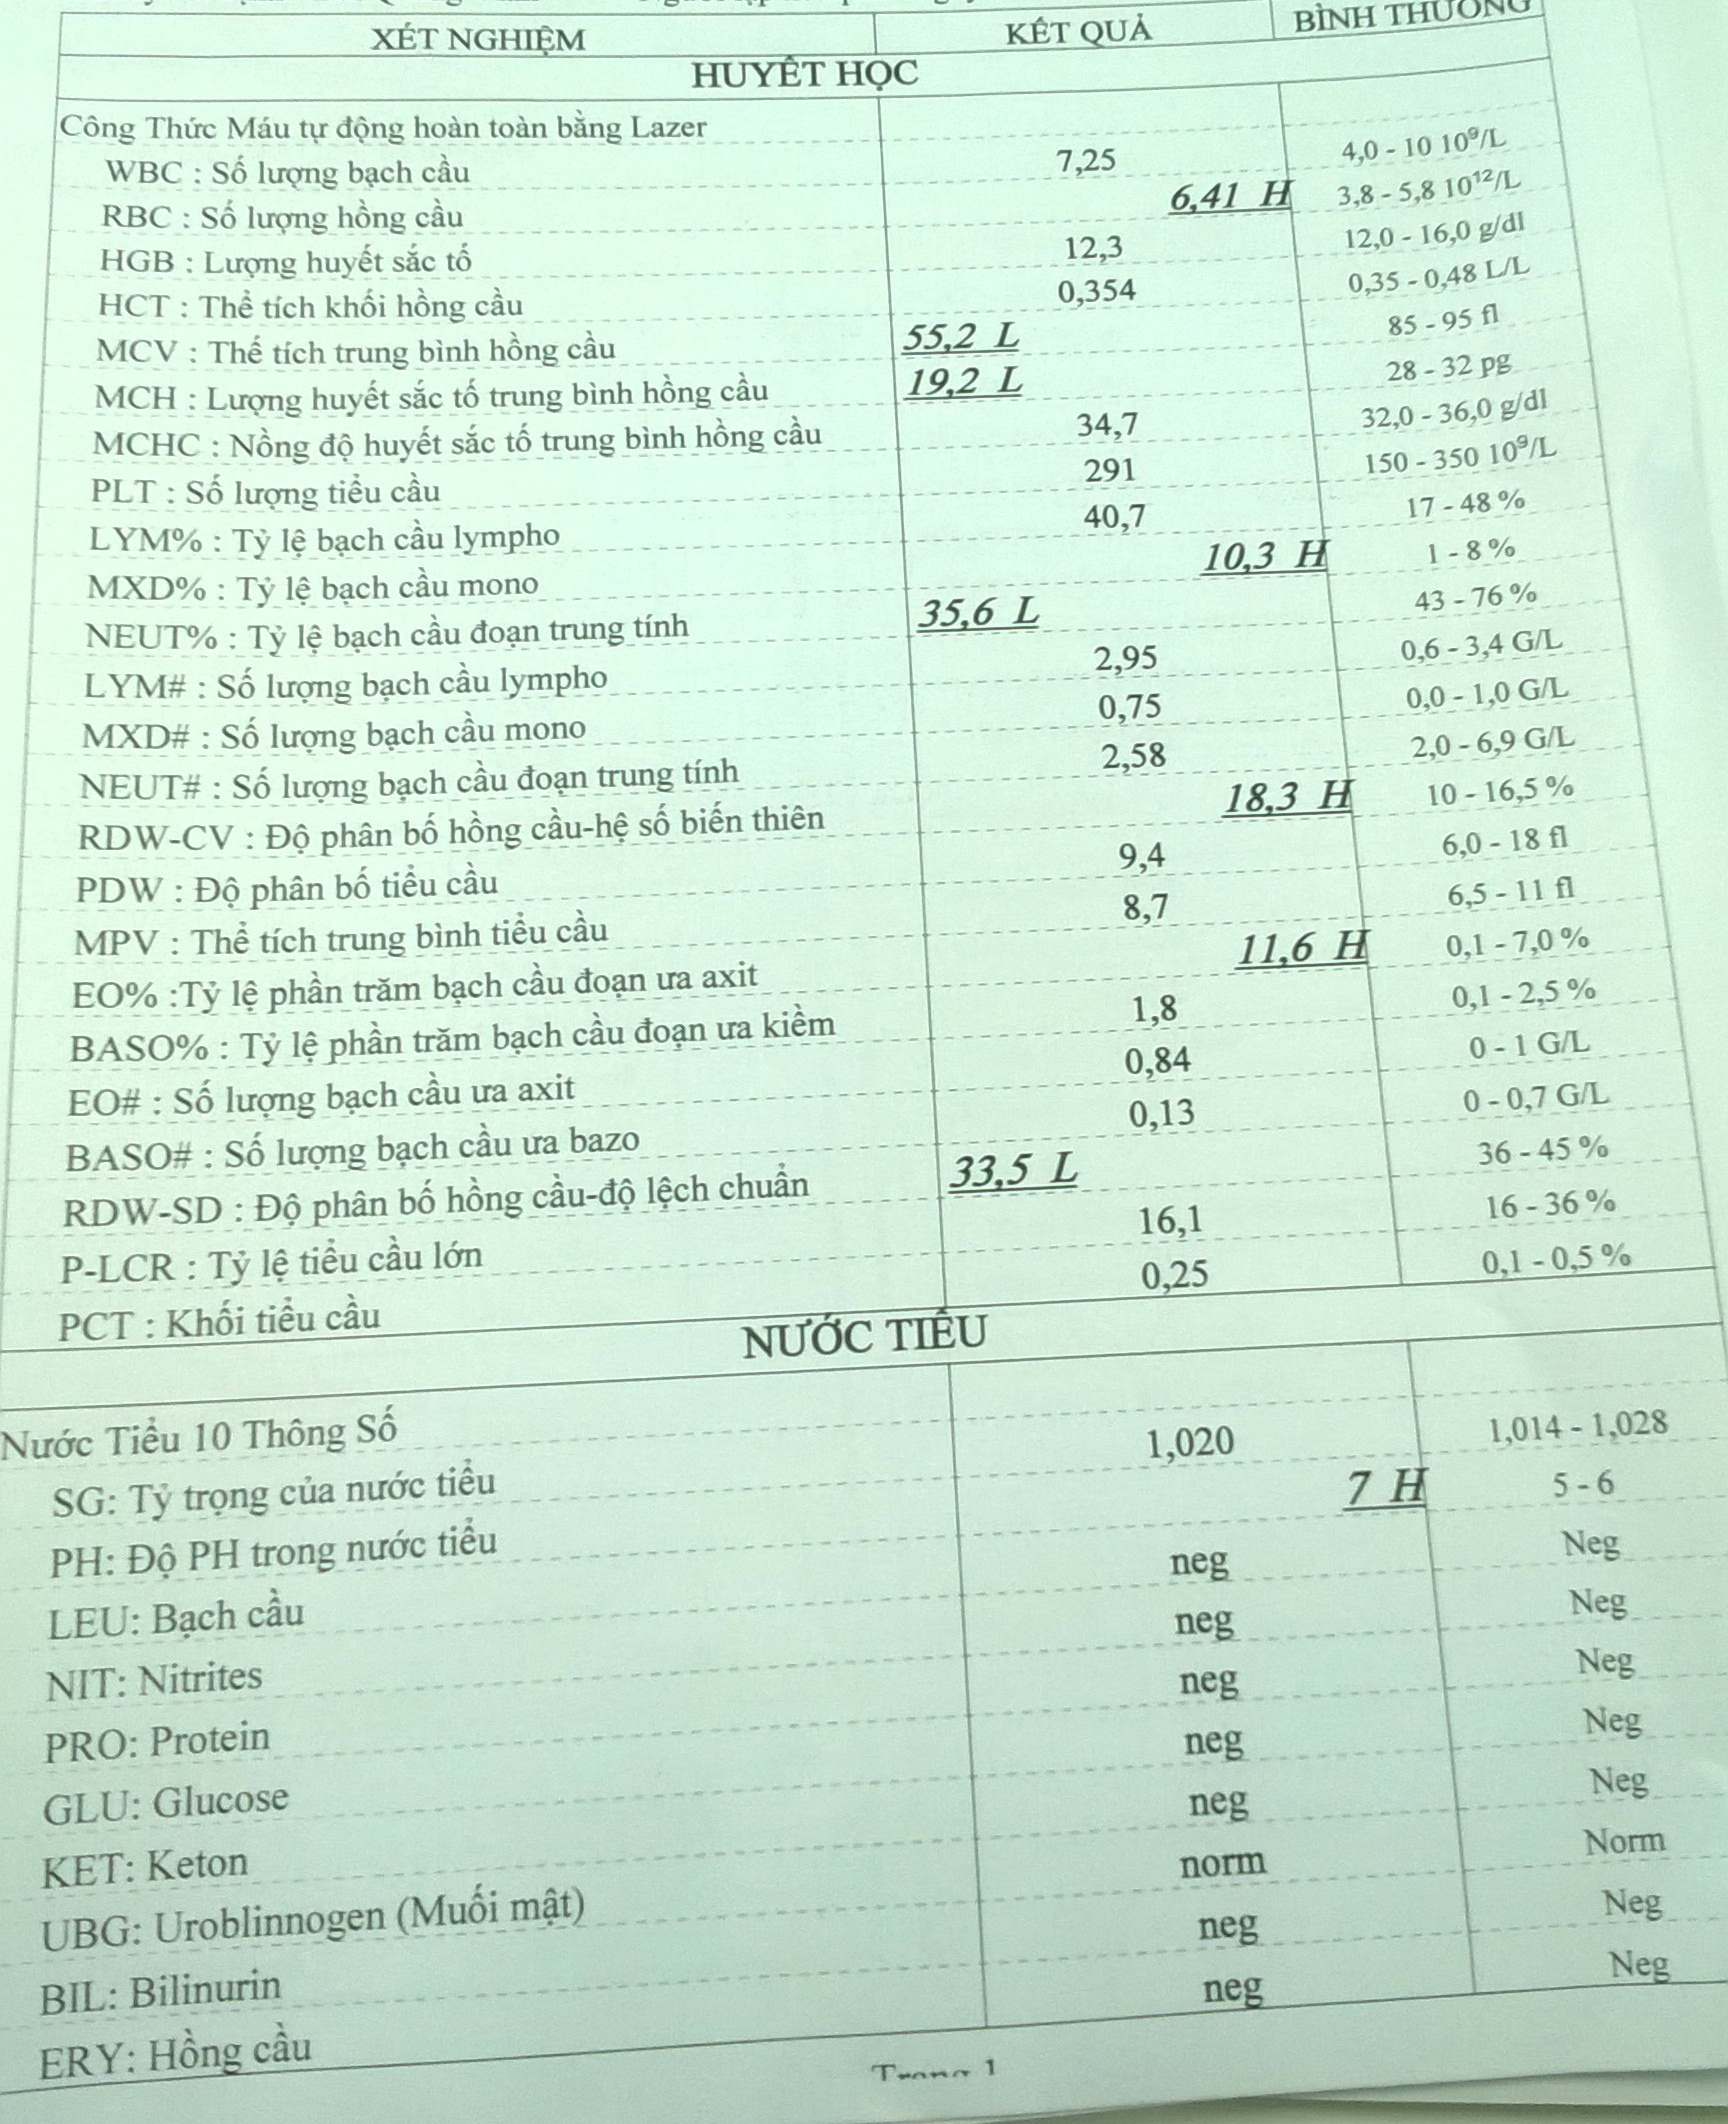 XÉT NGHIỆM KẾT QUẢ BÌNH THƯỜNG
HUYẾT HỌC
Công Thức Máu tự động hoàn toàn bằng Lazer
WBC : Số lượng bạch cầu 7,25 4,0 - 10 10⁹/L
RBC : Số lượng hồng cầu 6,41 H 3,8 - 5,8 10¹²/L
HGB : Lượng huyết sắc tố 12,3 12,0 - 16,0 g/dl
HCT : Thể tích khối hồng cầu 0,354 0,35 - 0,48 L/L
MCV : Thể tích trung bình hồng cầu 55,2 L 85 - 95 fl
MCH : Lượng huyết sắc tố trung bình hồng cầu 19,2 L 28 - 32 pg
MCHC : Nồng độ huyết sắc tố trung bình hồng cầu 34,7 32,0 - 36,0 g/dl
PLT : Số lượng tiểu cầu 291 150 - 350 10⁹/L
LYM% : Tỷ lệ bạch cầu lympho 40,7 17 - 48 %
MXD% : Tỷ lệ bạch cầu mono 10,3 H 1 - 8 %
NEUT% : Tỷ lệ bạch cầu đoạn trung tính 35,6 L 43 - 76 %
LYM# : Số lượng bạch cầu lympho 2,95 0,6 - 3,4 G/L
MXD# : Số lượng bạch cầu mono 0,75 0,0 - 1,0 G/L
NEUT# : Số lượng bạch cầu đoạn trung tính 2,58 2,0 - 6,9 G/L
RDW-CV : Độ phân bố hồng cầu-hệ số biến thiên 18,3 H 10 - 16,5 %
PDW : Độ phân bố tiểu cầu 9,4 6,0 - 18 fl
MPV : Thể tích trung bình tiểu cầu 8,7 6,5 - 11 fl
EO% :Tỷ lệ phần trăm bạch cầu đoạn ưa axit 11,6 H 0,1 - 7,0 %
BASO% : Tỷ lệ phần trăm bạch cầu đoạn ưa kiềm 1,8 0,1 - 2,5 %
EO# : Số lượng bạch cầu ưa axit 0,84 0 - 1 G/L
BASO# : Số lượng bạch cầu ưa bazo 0,13 0 - 0,7 G/L
RDW-SD : Độ phân bố hồng cầu-độ lệch chuẩn 33,5 L 36 - 45 %
P-LCR : Tỷ lệ tiểu cầu lớn 16,1 16 - 36 %
PCT : Khối tiểu cầu 0,25 0,1 - 0,5 %
NƯỚC TIỂU
Nước Tiểu 10 Thông Số
SG: Tỷ trọng của nước tiểu 1,020 1,014 - 1,028
PH: Độ PH trong nước tiểu 7 H 5 - 6
LEU: Bạch cầu neg Neg
NIT: Nitrites neg Neg
PRO: Protein neg Neg
GLU: Glucose neg Neg
KET: Keton neg Neg
UBG: Uroblinnogen (Muối mật) norm Norm
BIL: Bilinurin neg Neg
ERY: Hồng cầu neg Neg
Trang 1